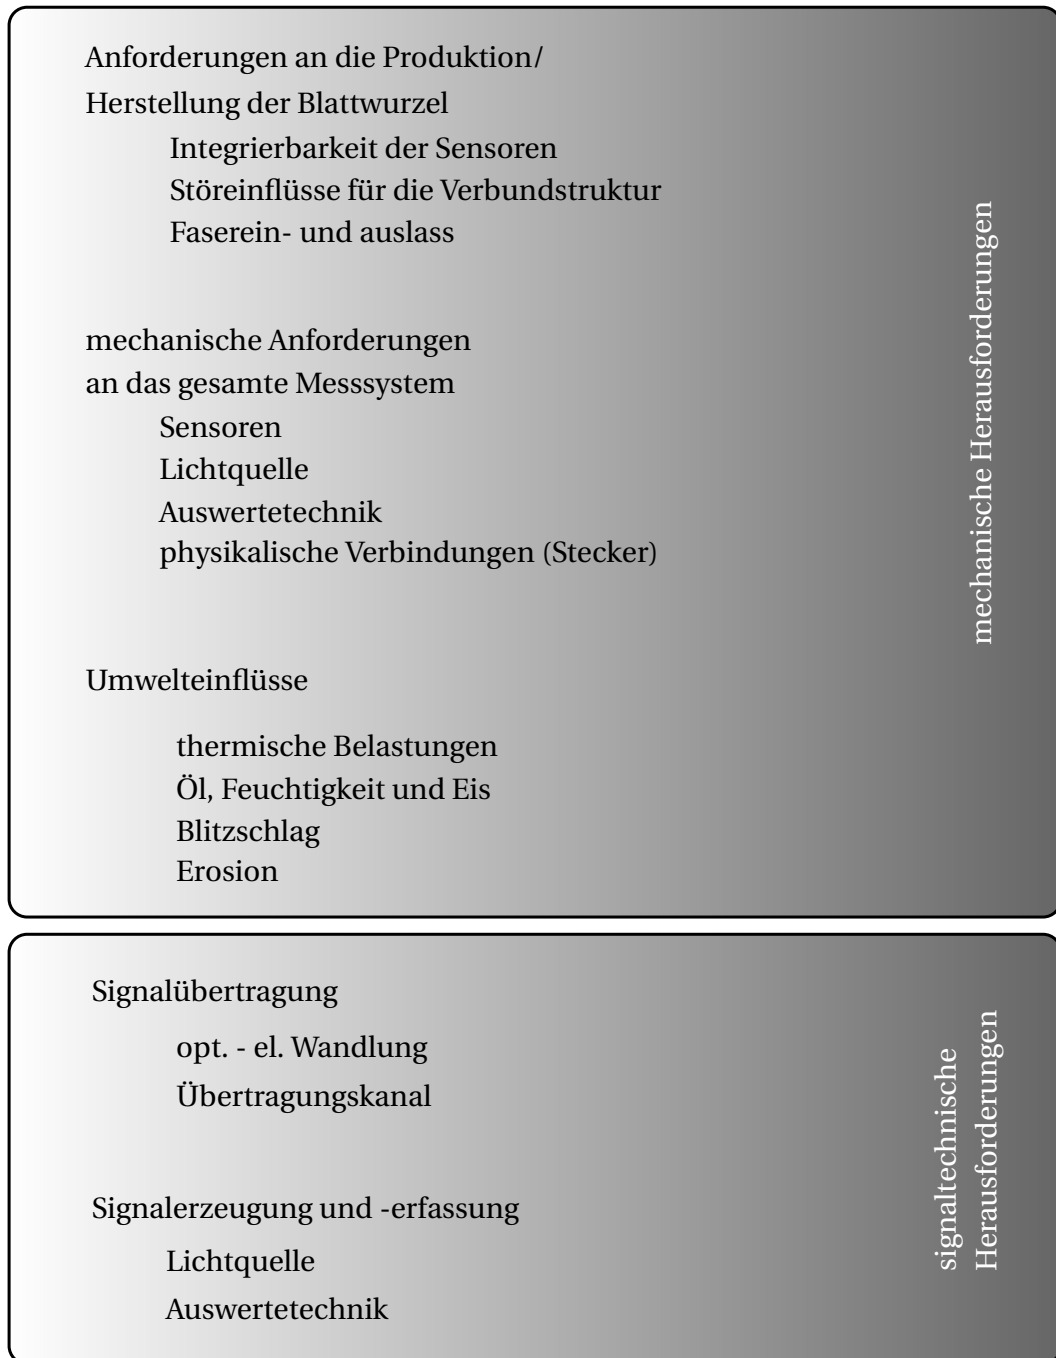 Anforderungen an die Produktion/
Herstellung der Blattwurzel
Integrierbarkeit der Sensoren
Störeinflüsse für die Verbundstruktur
Faserein- und auslass
mechanische Anforderungen
an das gesamte Messsystem
Sensoren
Lichtquelle
Auswertetechnik
physikalische Verbindungen (Stecker)
Umwelteinflüsse
thermische Belastungen
Öl, Feuchtigkeit und Eis
Blitzschlag
Erosion
mechanische Herausforderungen
Signalübertragung
opt. - el. Wandlung
Übertragungskanal
Signalerzeugung und -erfassung
Lichtquelle
Auswertetechnik
signaltechnische
Herausforderungen